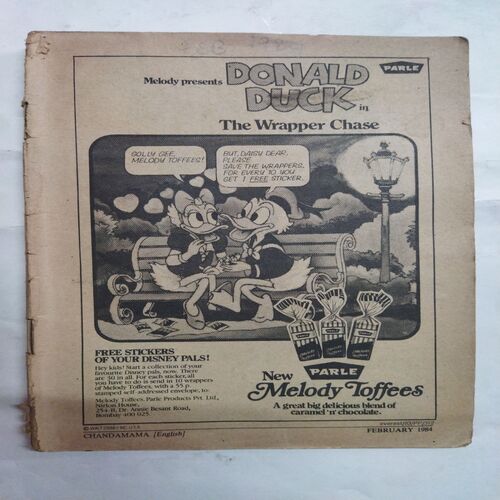 Melody presents DONALD DUCK in
PARLE
The Wrapper Chase
GOLLY GEE,
MELODY TOFFEES!
BUT, DAISY DEAR,
PLEASE
SAVE THE WRAPPERS,
FOR EVERY 10 YOU
GET 1 FREE STICKER.
FREE STICKERS
OF YOUR DISNEY PALS!
Hey kids! Start a collection of your
favourite Disney pals, now. There
are 30 in all. For each sticker all
you have to do is send in 10 wrappers
of Melody Toffees, with a 55 p.
stamped self-addressed envelope, to:
Melody Toffees, Parle Products Pvt. Ltd.,
Nirlon House,
254-B, Dr. Annie Besant Road,
Bombay 400 025.
PARLE
New
Melody Toffees
A great big delicious blend of
caramel 'n' chocolate.
CHANDAMAMA [English]
FEBRUARY 1984